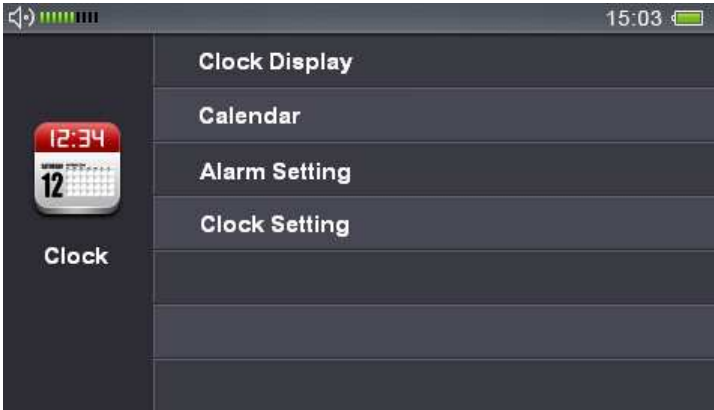 15:03
Clock Display
Calendar
Alarm Setting
Clock Setting
12:34
12
Clock